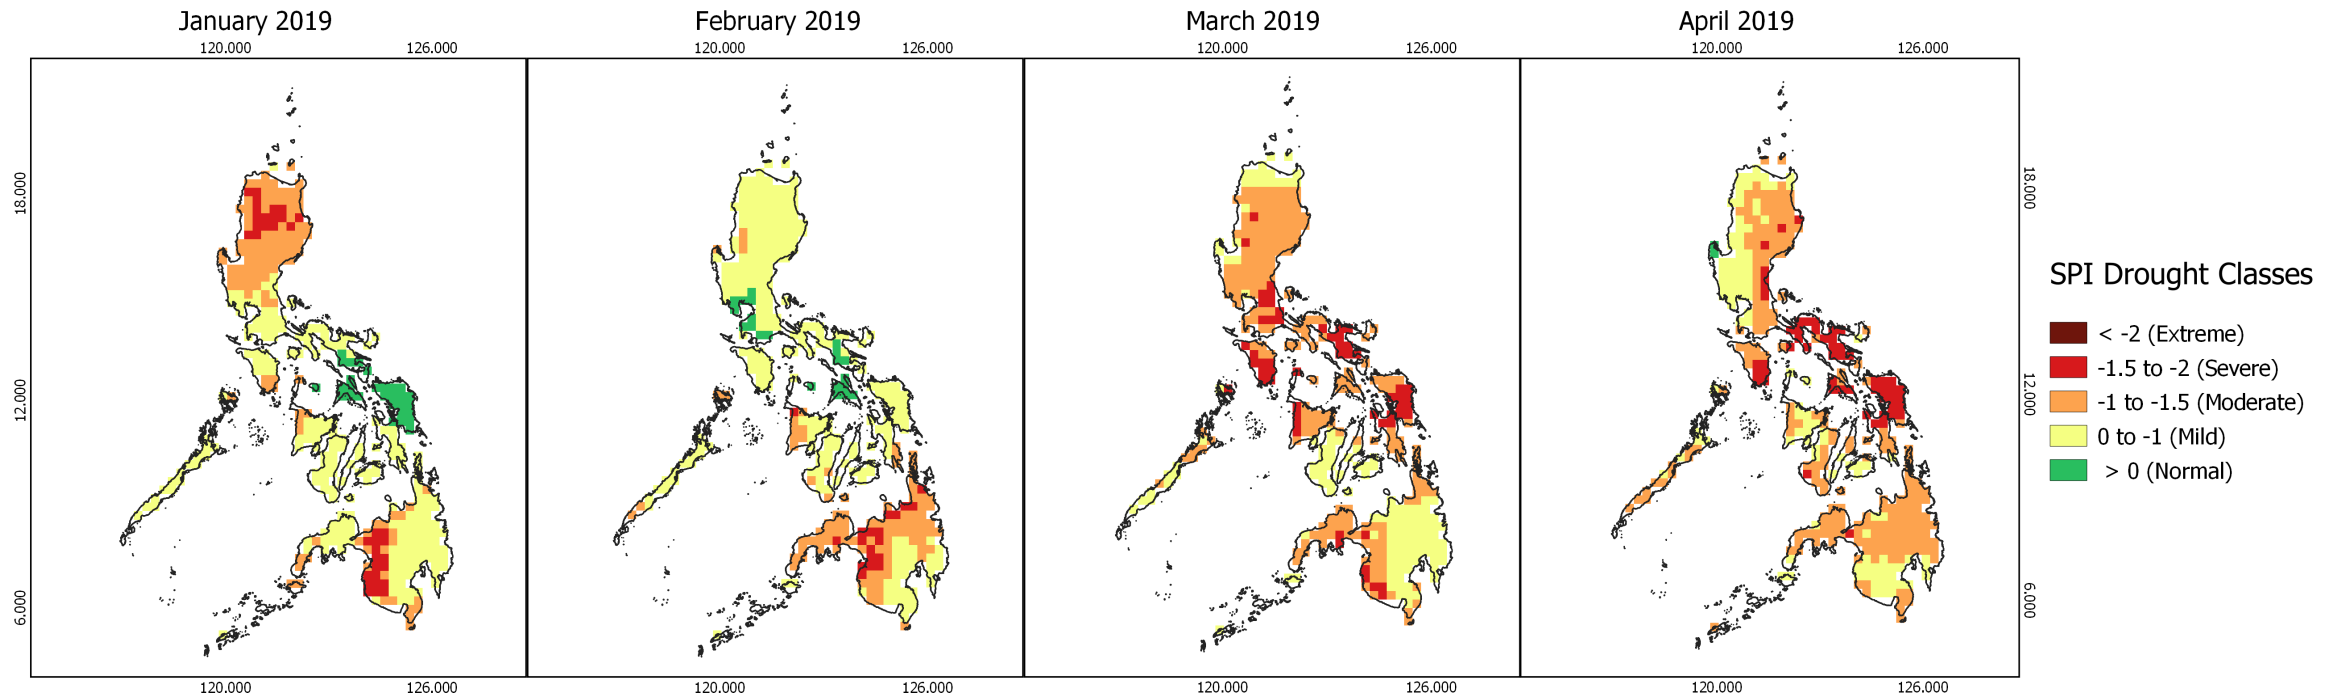 January 2019
February 2019
March 2019
April 2019
120.000 126.000
120.000 126.000
120.000 126.000
120.000 126.000
18.000
12.000
6.000
18.000
12.000
6.000
SPI Drought Classes
< -2 (Extreme)
-1.5 to -2 (Severe)
-1 to -1.5 (Moderate)
0 to -1 (Mild)
> 0 (Normal)
120.000 126.000
120.000 126.000
120.000 126.000
120.000 126.000